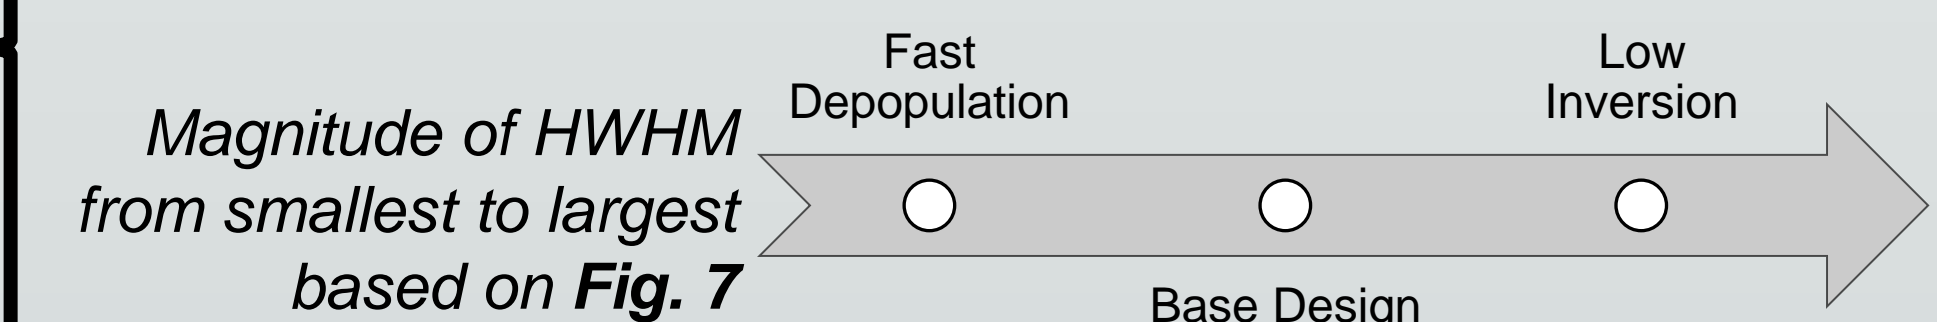 Fast
Depopulation
Low
Inversion
Magnitude of HWHM
from smallest to largest
based on Fig. 7
Base Design